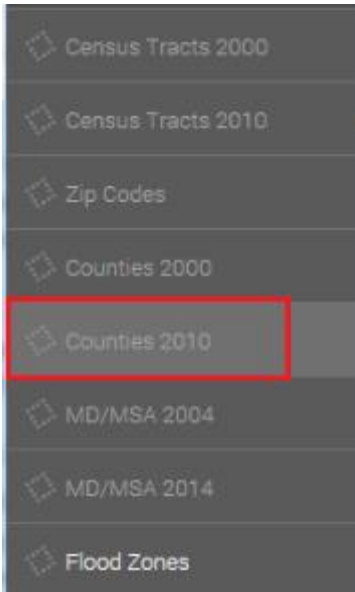 Census Tracts 2000
Census Tracts 2010
Zip Codes
Counties 2000
Counties 2010
MD/MSA 2004
MD/MSA 2014
Flood Zones